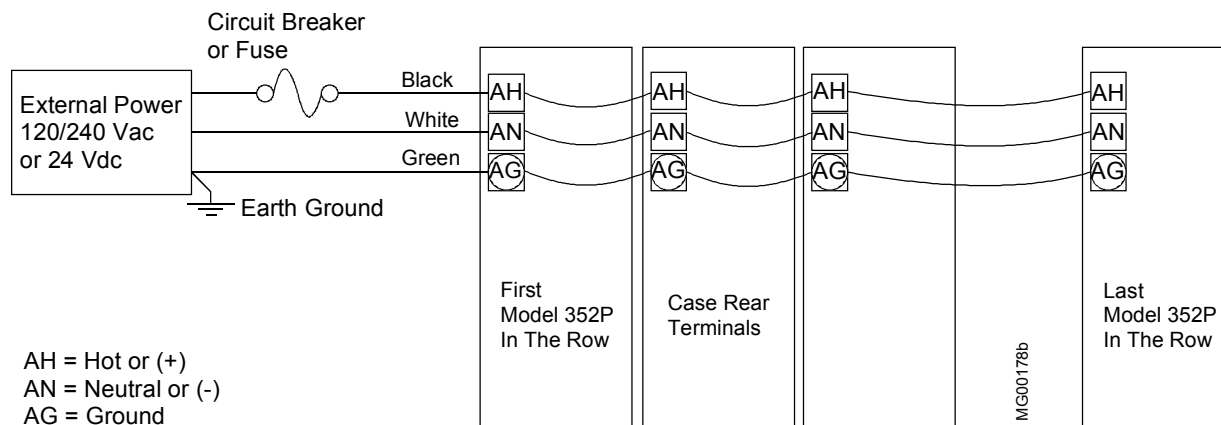 Circuit Breaker
or Fuse
External Power
120/240 Vac
or 24 Vdc
Black
White
Green
Earth Ground
AH
AN
AG
AH
AN
AG
AH
AN
AG
AH
AN
AG
First
Model 352P
In The Row
Case Rear
Terminals
Last
Model 352P
In The Row
AH = Hot or (+)
AN = Neutral or (-)
AG = Ground
MG00178b